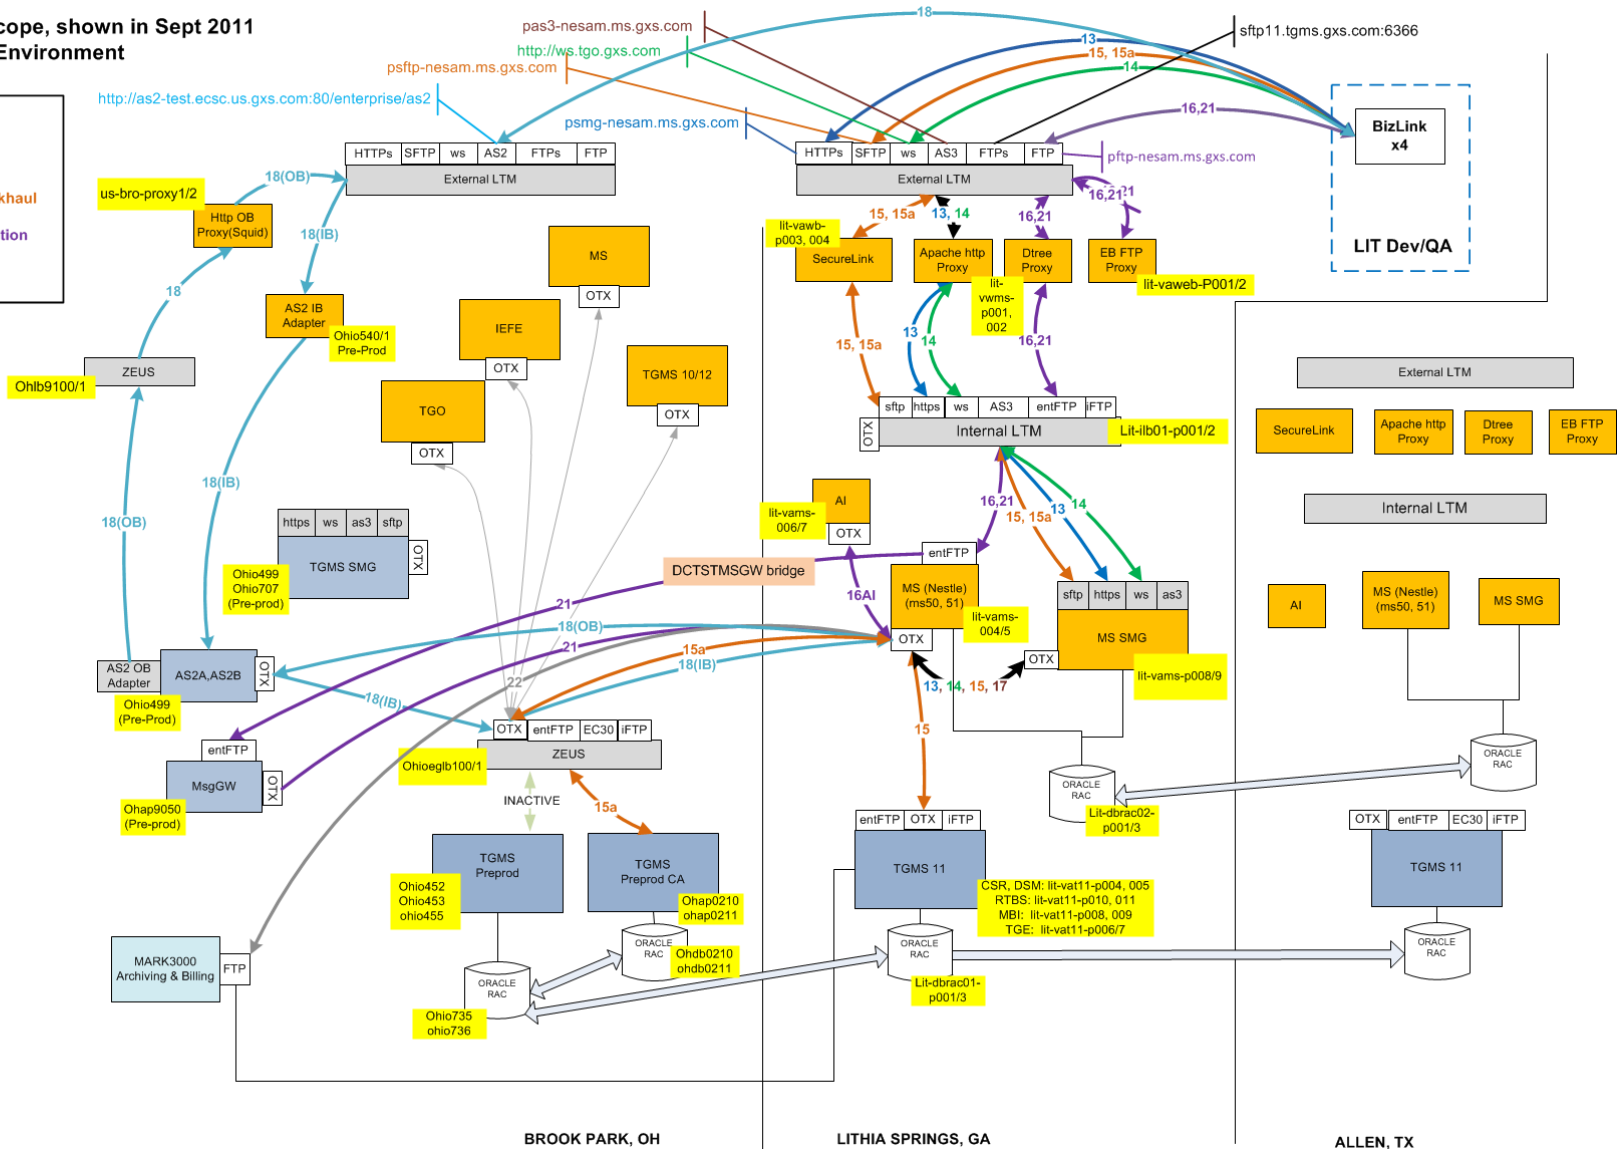 cope, shown in Sept 2011
Environment
khaul
tion
pas3-nesam.ms.gxs.com
http://ws.tgo.gxs.com
psftp-nesam.ms.gxs.com
http://as2-test.ecsc.us.gxs.com:80/enterprise/as2
psmg-nesam.ms.gxs.com
sftp11.tgms.gxs.com:6366
pftp-nesam.ms.gxs.com
18
13
15, 15a
14
16,21
BizLink
x4
LIT Dev/QA
HTTPs
SFTP
ws
AS2
FTPs
FTP
External LTM
HTTPs
SFTP
ws
AS3
FTPs
FTP
External LTM
us-bro-proxy1/2
18(OB)
Http OB
Proxy(Squid)
18(IB)
18
AS2 IB
Adapter
Ohio540/1
Pre-Prod
ZEUS
Ohlb9100/1
18(IB)
18(OB)
MS
OTX
IEFE
OTX
TGMS 10/12
OTX
TGO
OTX
lit-vawb-
p003, 004
15, 15a
13, 14
16,21
16,21
SecureLink
Apache http
Proxy
Dtree
Proxy
EB FTP
Proxy
lit-
vwms-
p001,
002
lit-vaweb-P001/2
15, 15a
13
14
16,21
sftp
https
ws
AS3
entFTP
iFTP
OTX
Internal LTM
Lit-ilb01-p001/2
External LTM
SecureLink
Apache http
Proxy
Dtree
Proxy
EB FTP
Proxy
Internal LTM
https
ws
as3
sftp
TGMS SMG
OTX
Ohio499
Ohio707
(Pre-prod)
AI
OTX
lit-vams-
006/7
16,21
15, 15a
13
14
DCTSTMSGW bridge
entFTP
MS (Nestle)
(ms50, 51)
OTX
lit-vams-
004/5
16AI
sftp
https
ws
as3
MS SMG
OTX
lit-vams-p008/9
13, 14, 15, 17
AI
MS (Nestle)
(ms50, 51)
MS SMG
21
18(OB)
21
15a
18(IB)
22
18(IB)
AS2 OB
Adapter
AS2A,AS2B
OTX
Ohio499
(Pre-Prod)
entFTP
MsgGW
OTX
Ohap9050
(Pre-prod)
OTX
entFTP
EC30
iFTP
ZEUS
Ohioeglb100/1
INACTIVE
15a
15
TGMS
Preprod
Ohio452
Ohio453
ohio455
TGMS
Preprod CA
Ohap0210
ohap0211
ORACLE
RAC
Ohdb0210
ohdb0211
ORACLE
RAC
Ohio735
ohio736
MARK3000
Archiving & Billing
FTP
entFTP
OTX
iFTP
TGMS 11
CSR, DSM: lit-vat11-p004, 005
RTBS: lit-vat11-p010, 011
MBI: lit-vat11-p008, 009
TGE: lit-vat11-p006/7
ORACLE
RAC
Lit-dbrac01-
p001/3
ORACLE
RAC
Lit-dbrac02-
p001/3
ORACLE
RAC
OTX
entFTP
EC30
iFTP
TGMS 11
ORACLE
RAC
BROOK PARK, OH
LITHIA SPRINGS, GA
ALLEN, TX